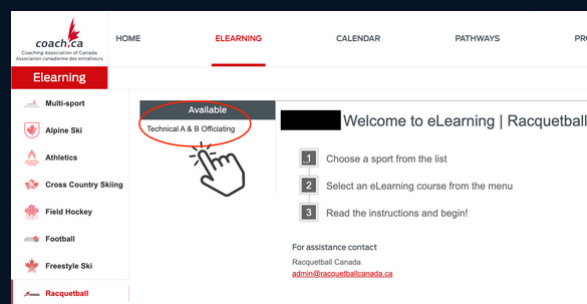 coach.ca
Coaching Association of Canada
Association canadienne des entraîneurs
HOME
ELEARNING
CALENDAR
PATHWAYS
PR
Elearning
Multi-sport
Alpine Ski
Athletics
Cross Country Skiing
Field Hockey
Football
Freestyle Ski
Racquetball
Available
Technical A & B Officiating
Welcome to eLearning | Racquetball
1 Choose a sport from the list
2 Select an eLearning course from the menu
3 Read the instructions and begin!
For assistance contact
Racquetball Canada
admin@racquetballcanada.ca